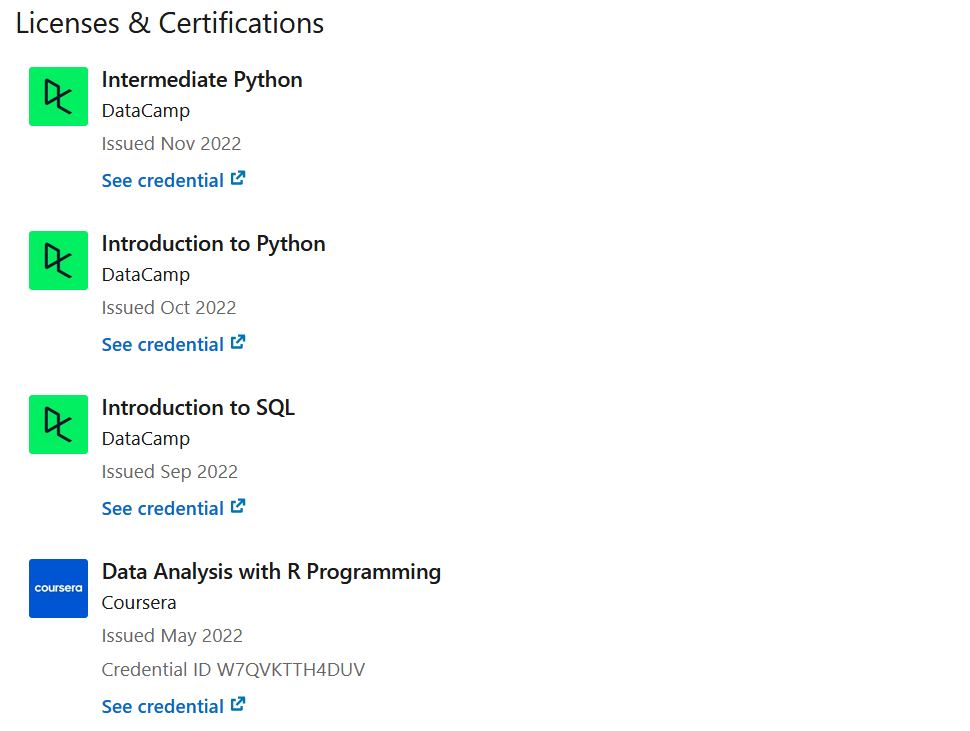 Licenses & Certifications
Intermediate Python
DataCamp
Issued Nov 2022
See credential
Introduction to Python
DataCamp
Issued Oct 2022
See credential
Introduction to SQL
DataCamp
Issued Sep 2022
See credential
coursera
Data Analysis with R Programming
Coursera
Issued May 2022
Credential ID W7QVKTTH4DUV
See credential